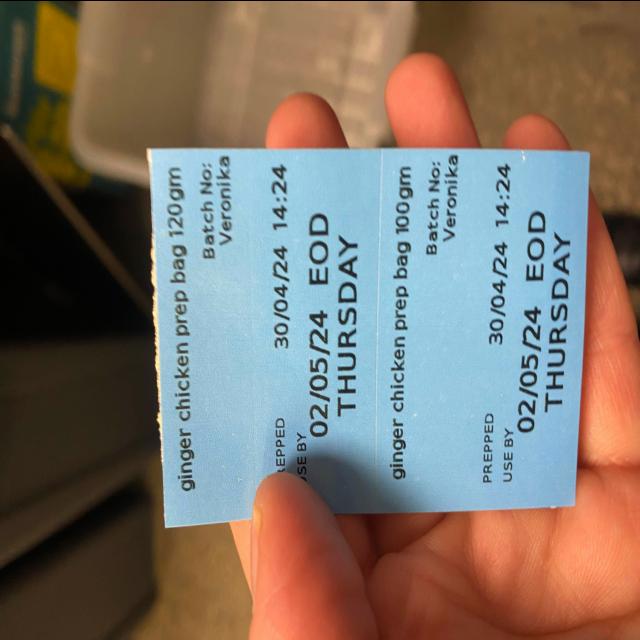 ginger chicken prep bag 120gm
Batch No:
Veronika
PREPPED 30/04/24 14:24
USE BY 02/05/24 EOD
THURSDAY
ginger chicken prep bag 100gm
Batch No:
Veronika
PREPPED 30/04/24 14:24
USE BY 02/05/24 EOD
THURSDAY